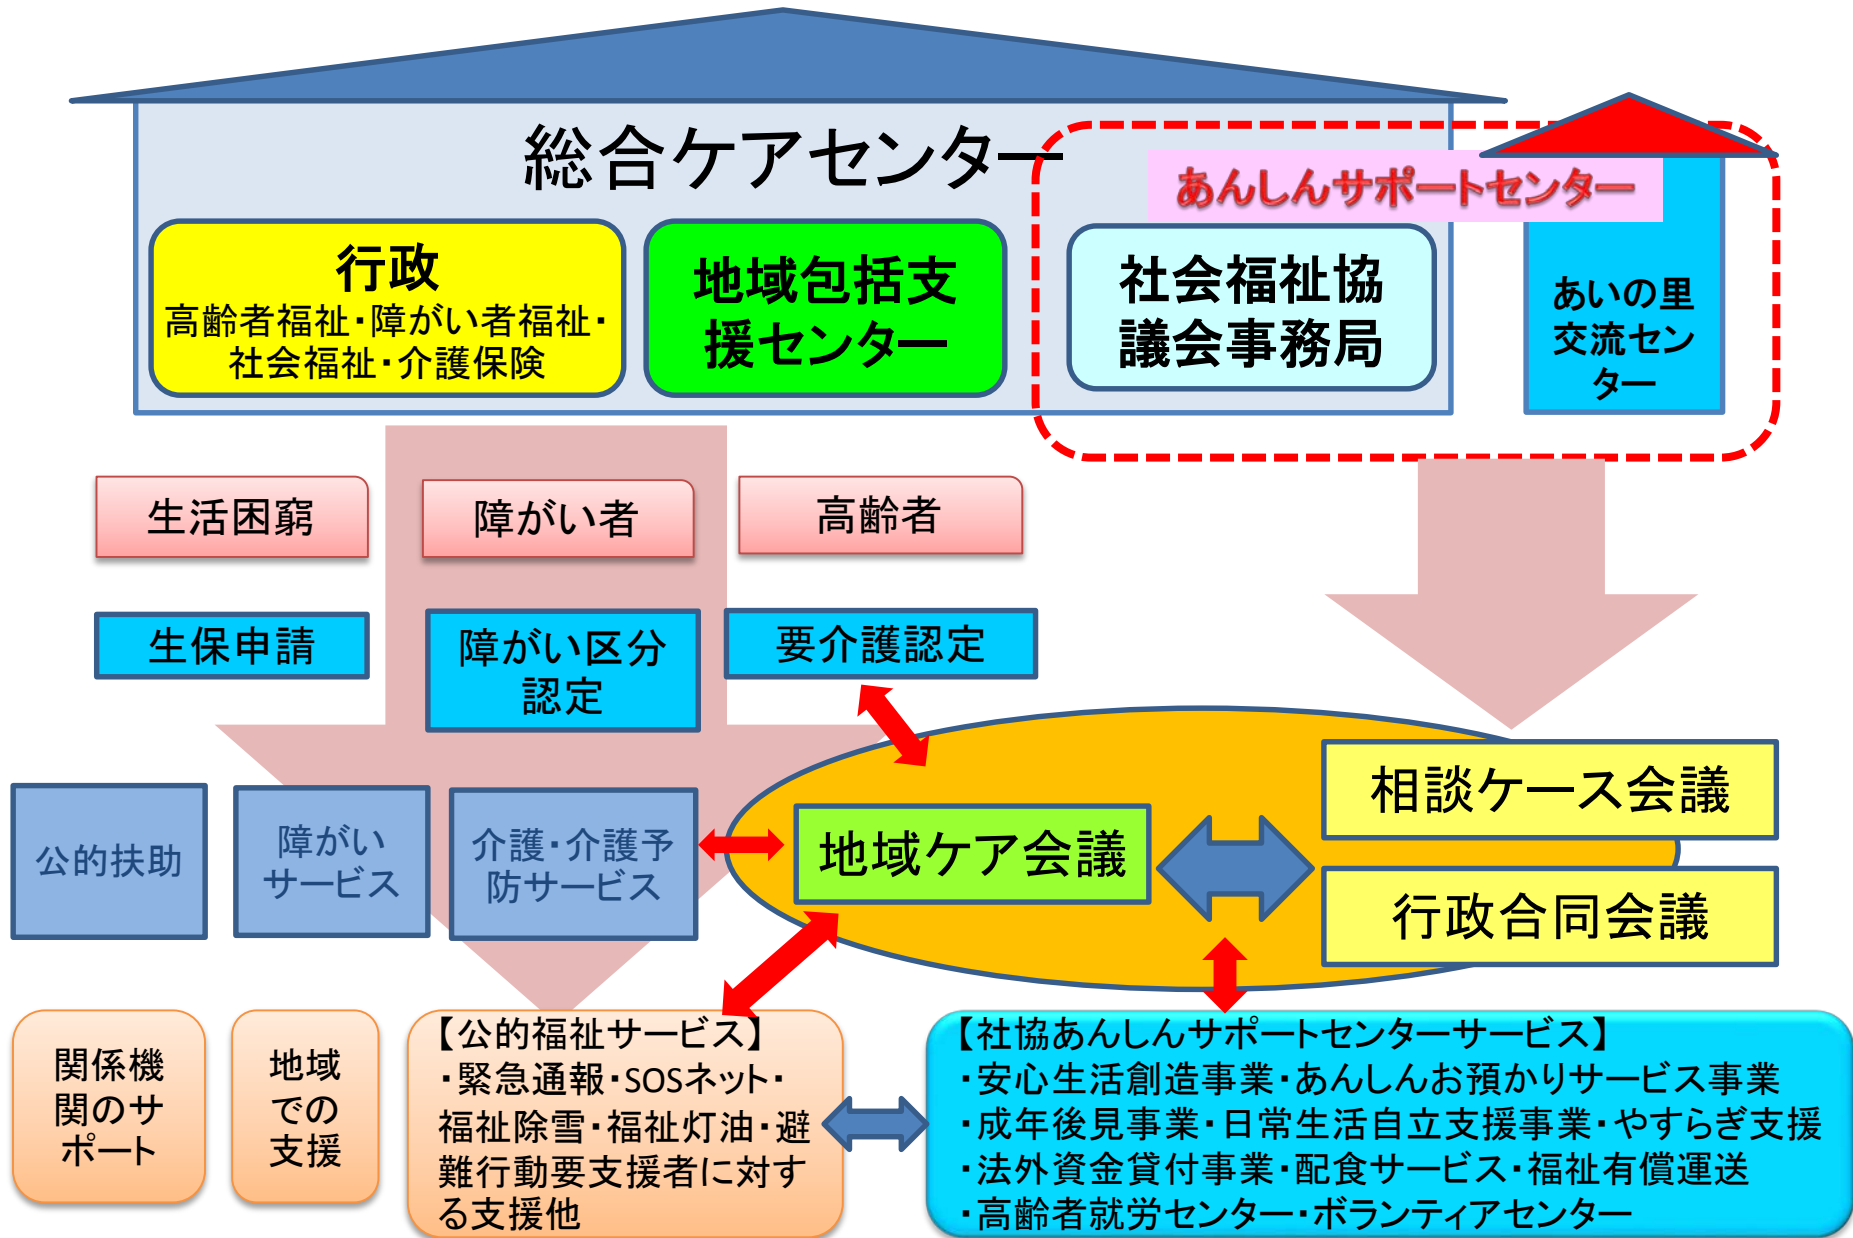 総合ケアセンター
あんしんサポートセンター
行政
高齢者福祉・障がい者福祉・
社会福祉・介護保険
地域包括支
援センター
社会福祉協
議会事務局
あいの里
交流セン
ター
生活困窮
障がい者
高齢者
生保申請
障がい区分
認定
要介護認定
公的扶助
障がい
サービス
介護・介護予
防サービス
地域ケア会議
相談ケース会議
行政合同会議
関係機
関のサ
ポート
地域
での
支援
【公的福祉サービス】
・緊急通報・SOSネット・
福祉除雪・福祉灯油・避
難行動要支援者に対す
る支援他
【社協あんしんサポートセンターサービス】
・安心生活創造事業・あんしんお預かりサービス事業
・成年後見事業・日常生活自立支援事業・やすらぎ支援
・法外資金貸付事業・配食サービス・福祉有償運送
・高齢者就労センター・ボランティアセンター